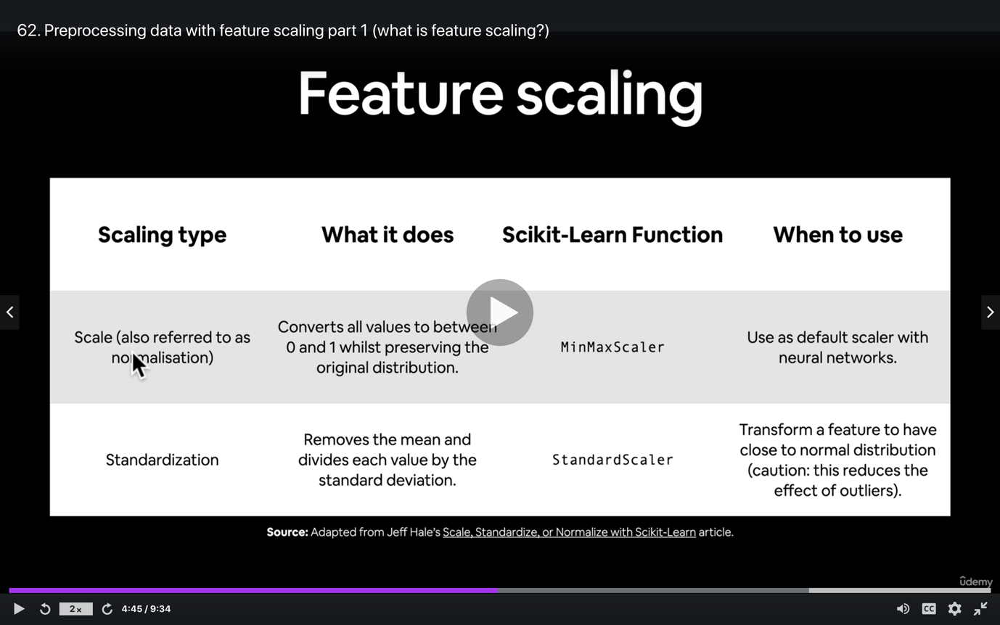 62. Preprocessing data with feature scaling part 1 (what is feature scaling?)
Feature scaling
Scaling type
What it does
Scikit-Learn Function
When to use
Scale (also referred to as
normalisation)
Converts all values to between
0 and 1 whilst preserving the
original distribution.
MinMaxScaler
Use as default scaler with
neural networks.
Standardization
Removes the mean and
divides each value by the
standard deviation.
StandardScaler
Transform a feature to have
close to normal distribution
(caution: this reduces the
effect of outliers).
Source: Adapted from Jeff Hale's Scale, Standardize, or Normalize with Scikit-Learn article.
ûdemy
2x
4:45 / 9:34
CC